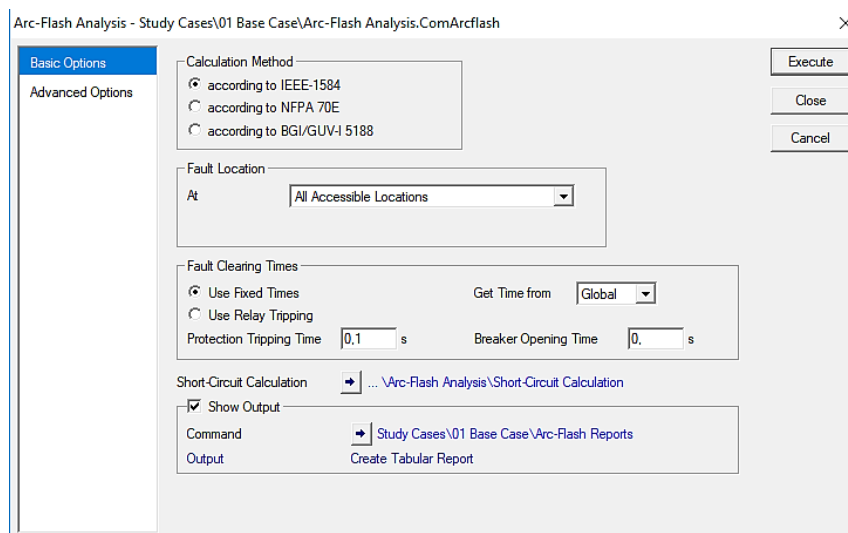 Arc-Flash Analysis - Study Cases\01 Base Case\Arc-Flash Analysis.ComArcflash
Basic Options
Advanced Options
Calculation Method
according to IEEE-1584
according to NFPA 70E
according to BGI/GUV-I 5188
Execute
Close
Cancel
Fault Location
At All Accessible Locations
Fault Clearing Times
Use Fixed Times Get Time from Global
Use Relay Tripping
Protection Tripping Time 0,1 s Breaker Opening Time 0, s
Short-Circuit Calculation ... \Arc-Flash Analysis\Short-Circuit Calculation
Show Output
Command Study Cases\01 Base Case\Arc-Flash Reports
Output Create Tabular Report